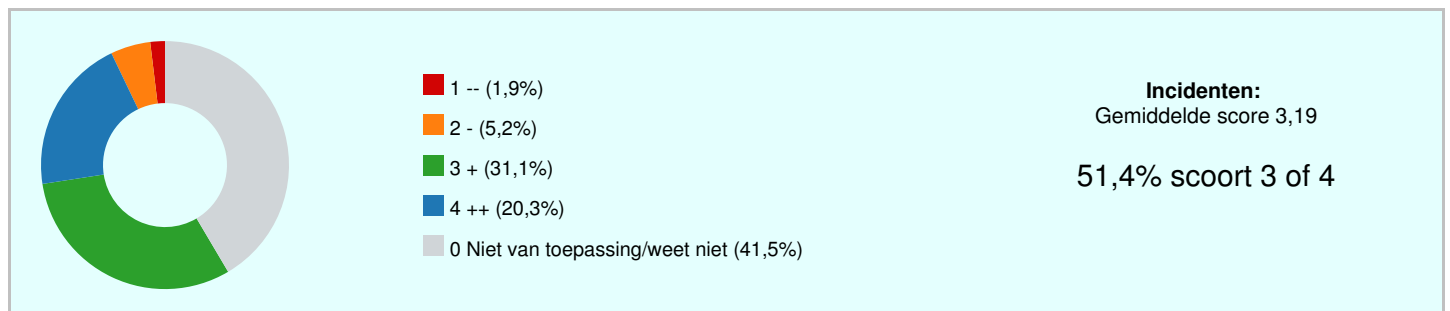 1 -- (1,9%)
2 - (5,2%)
3 + (31,1%)
4 ++ (20,3%)
0 Niet van toepassing/weet niet (41,5%)
Incidenten:
Gemiddelde score 3,19
51,4% scoort 3 of 4